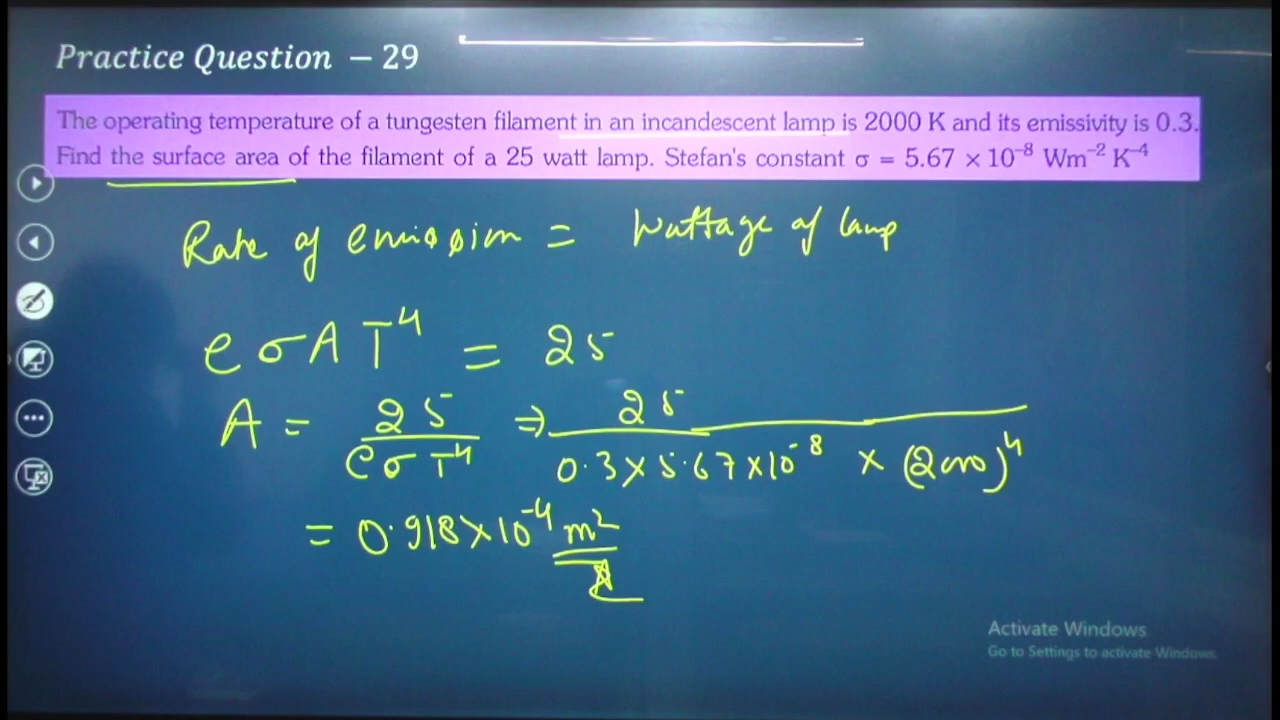 Practice Question – 29
The operating temperature of a tungesten filament in an incandescent lamp is 2000 K and its emissivity is 0.3.
Find the surface area of the filament of a 25 watt lamp. Stefan's constant σ = 5.67 × 10⁻⁸ Wm⁻² K⁻⁴
Rate of emission = Wattage of lamp
e σ A T⁴ = 25
A = 25 / e σ T⁴ ⇒ 25 / 0.3 × 5.67 × 10⁻⁸ × (2000)⁴
= 0.918 × 10⁻⁴ m²
Activate Windows
Go to Settings to activate Windows.